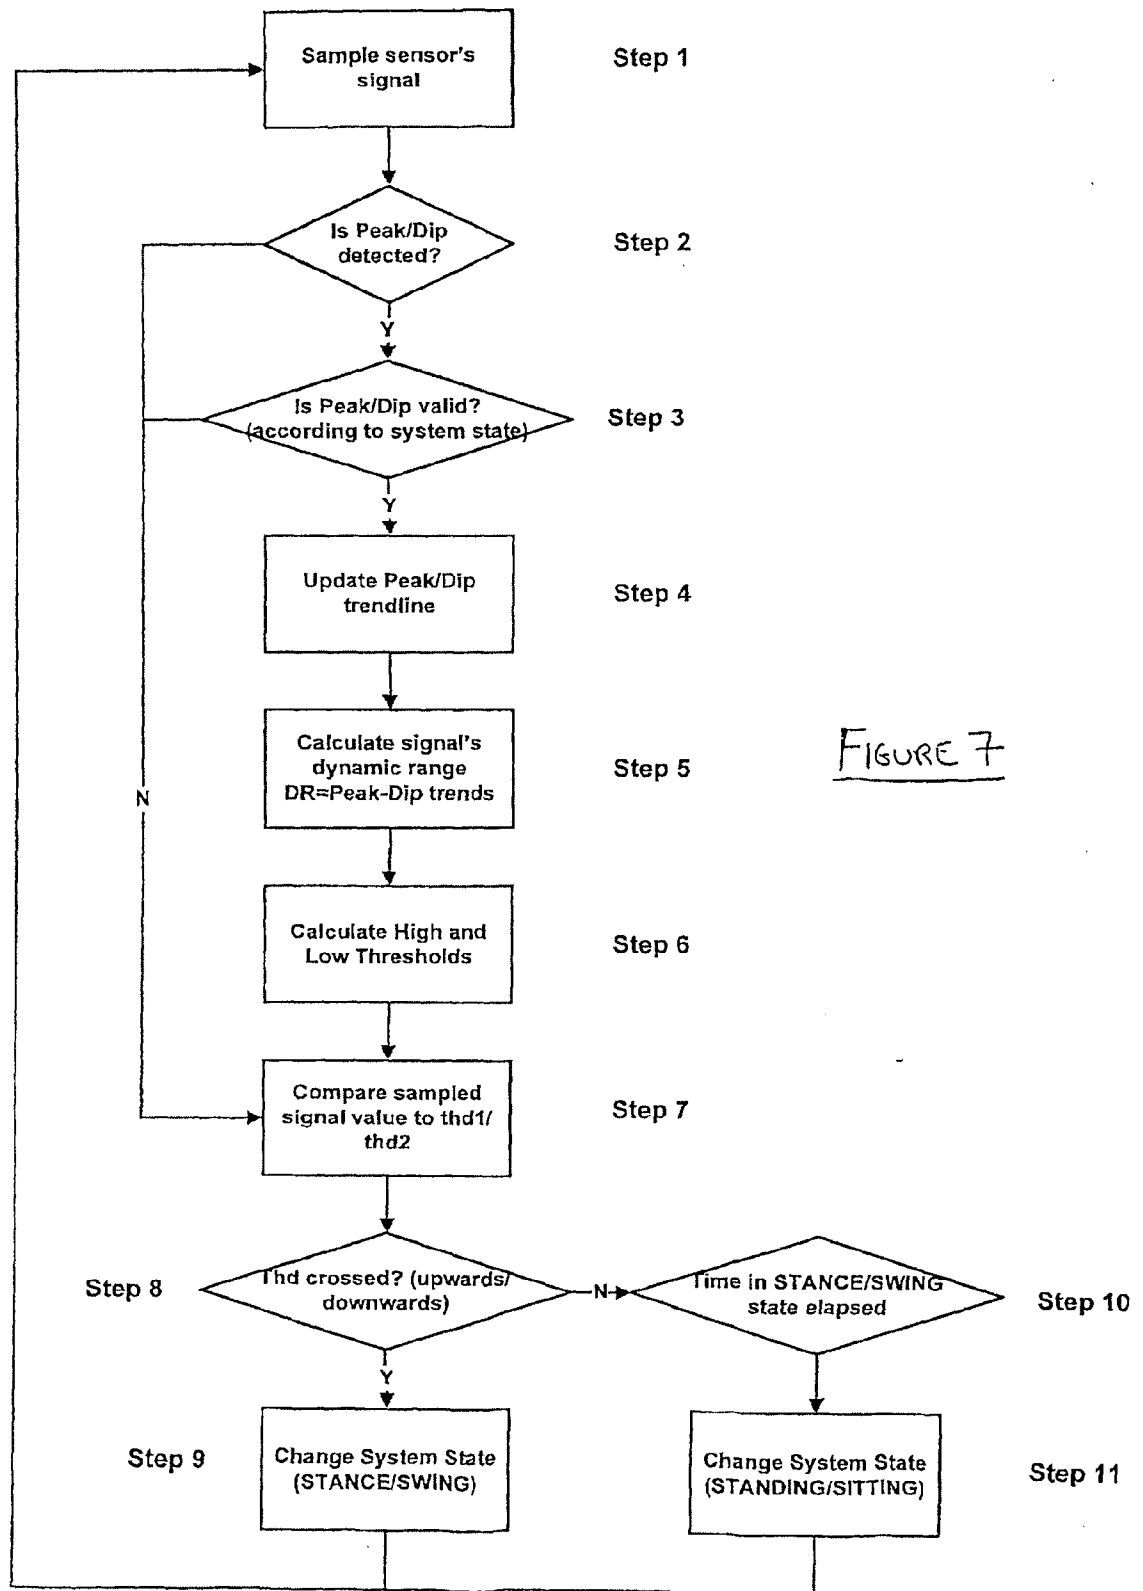 Sample sensor's
signal
Step 1
Is Peak/Dip
detected?
Step 2
Y
Is Peak/Dip valid?
(according to system state)
Step 3
Y
Update Peak/Dip
trendline
Step 4
Calculate signal's
dynamic range
DR=Peak-Dip trends
Step 5
FIGURE 7
N
Calculate High and
Low Thresholds
Step 6
Compare sampled
signal value to thd1/
thd2
Step 7
Step 8
Thd crossed? (upwards/
downwards)
N
Time in STANCE/SWING
state elapsed
Step 10
Y
Step 9
Change System State
(STANCE/SWING)
Change System State
(STANDING/SITTING)
Step 11